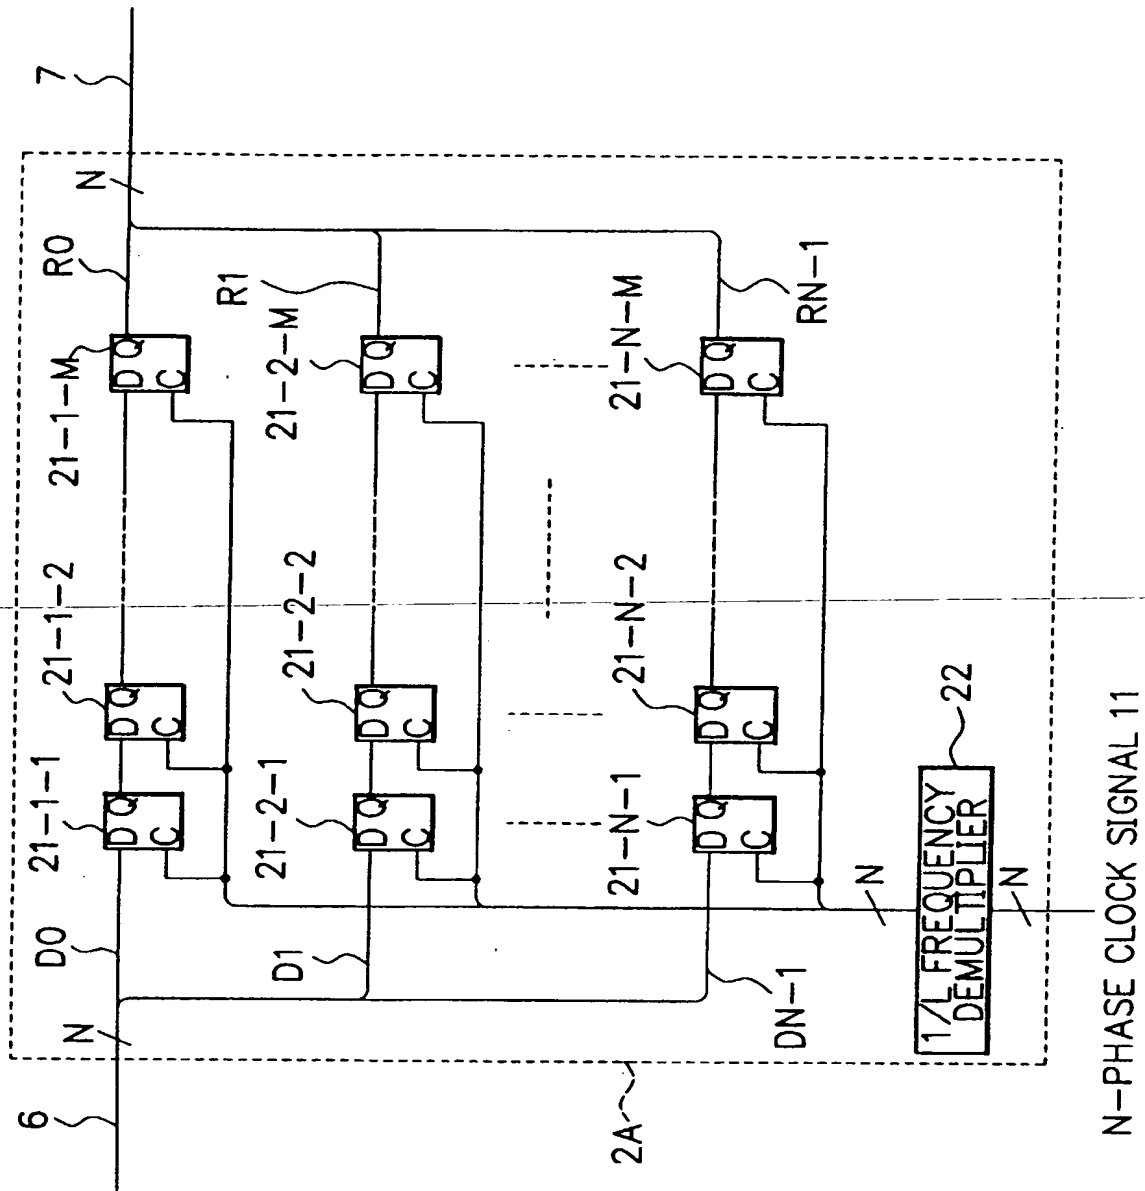 6
N
D0
21-1-1
D Q
C
21-1-2
D Q
C
21-1-M
D Q
C
R0
N
7
D1
21-2-1
D Q
C
21-2-2
D Q
C
21-2-M
D Q
C
R1
DN-1
21-N-1
D Q
C
21-N-2
D Q
C
21-N-M
D Q
C
RN-1
2A
N
1/L FREQUENCY
DEMULTIPLIER
22
N
N-PHASE CLOCK SIGNAL 11